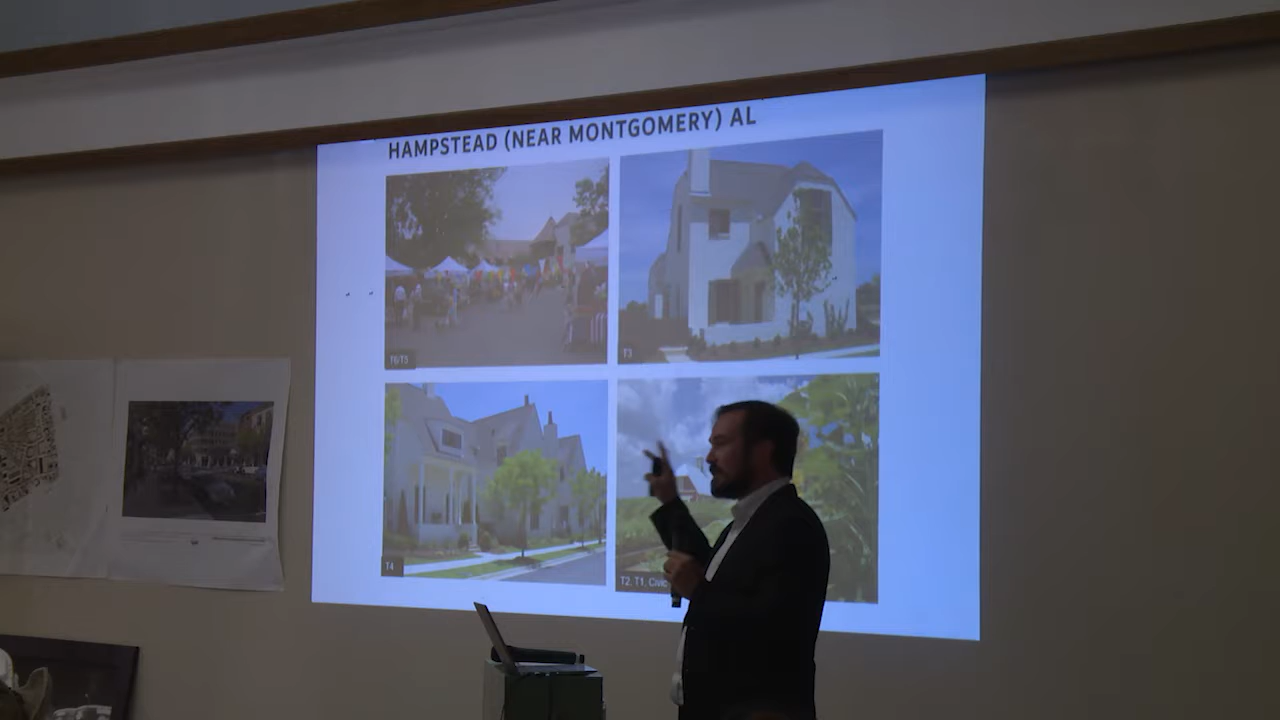 HAMPSTEAD (NEAR MONTGOMERY) AL
T6/T5
T3
T4
T2, T1, Civic